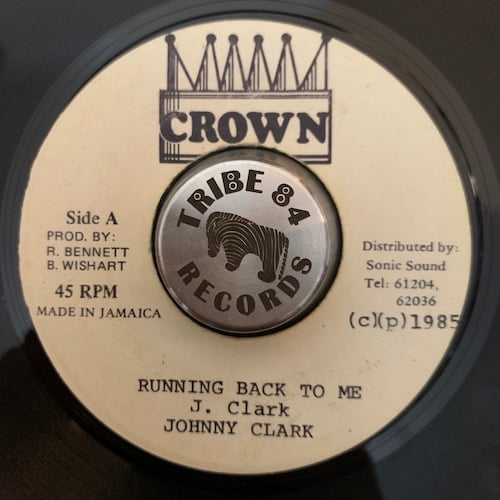 CROWN
TRIBE 84
RECORDS
Side A
PROD. BY:
R. BENNETT
B. WISHART
45 RPM
MADE IN JAMAICA
Distributed by:
Sonic Sound
Tel: 61204,
62036
(c)(p)1985
RUNNING BACK TO ME
J. Clark
JOHNNY CLARK